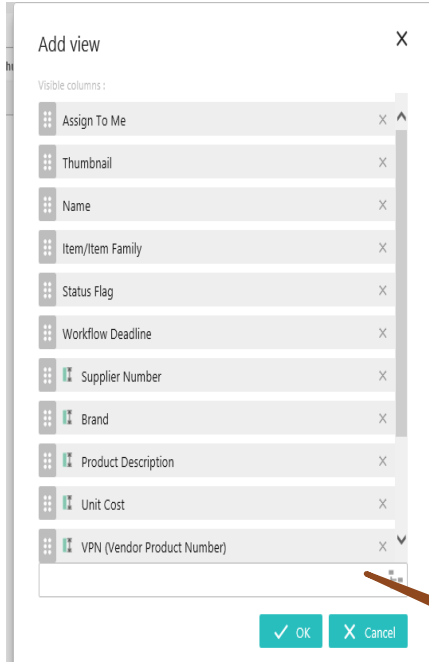 Add view
Visible columns :
Assign To Me
Thumbnail
Name
Item/Item Family
Status Flag
Workflow Deadline
Supplier Number
Brand
Product Description
Unit Cost
VPN (Vendor Product Number)
OK Cancel